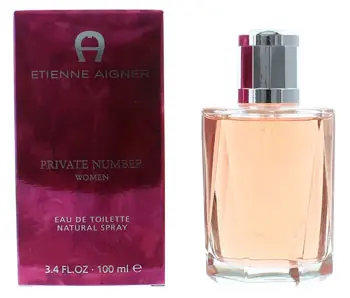 ETIENNE AIGNER
PRIVATE NUMBER
WOMEN
EAU DE TOILETTE
NATURAL SPRAY
3.4 FL.OZ · 100 ml ℮